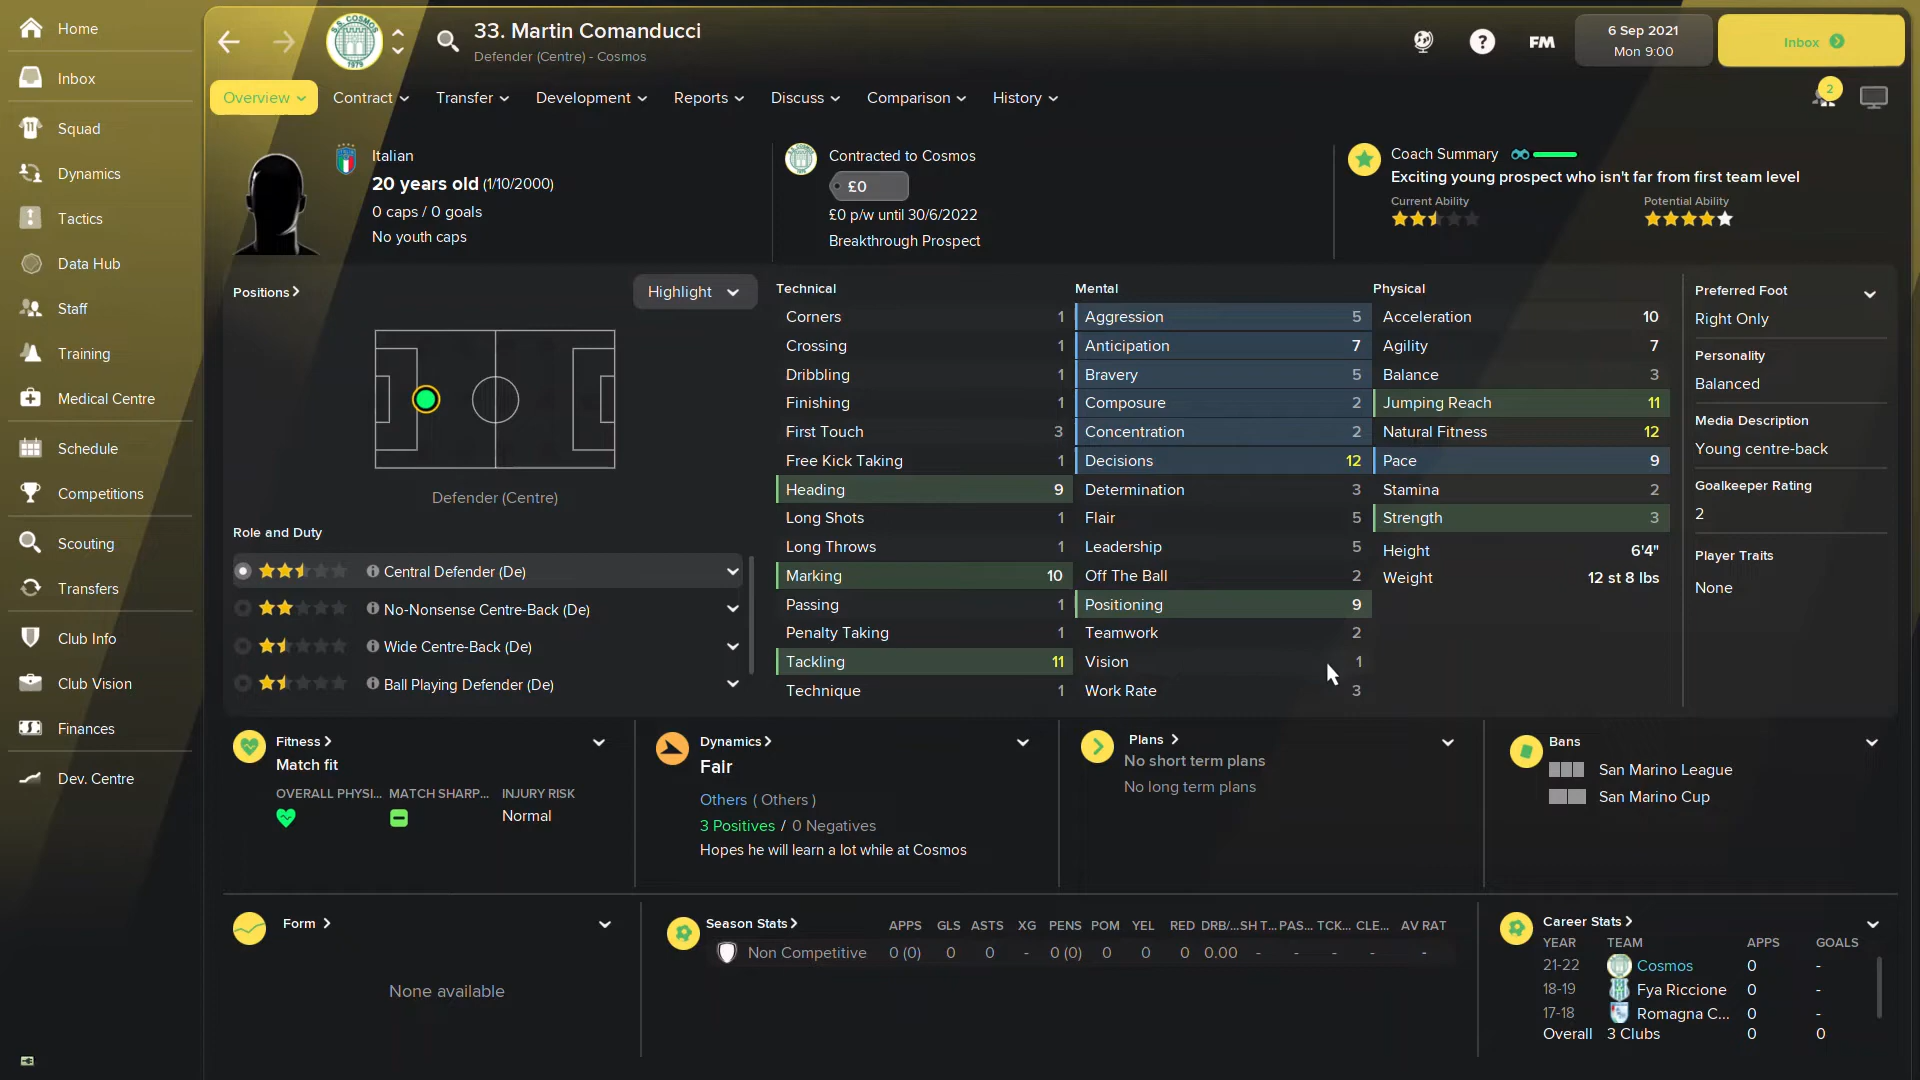 Home
Inbox
Squad
Dynamics
Tactics
Data Hub
Staff
Training
Medical Centre
Schedule
Competitions
Scouting
Transfers
Club Info
Club Vision
Finances
Dev. Centre
33. Martin Comanducci
Defender (Centre) - Cosmos
FM
6 Sep 2021
Mon 9:00
Inbox
Overview Contract Transfer Development Reports Discuss Comparison History
2
Italian
20 years old (1/10/2000)
0 caps / 0 goals
No youth caps
Contracted to Cosmos
£0
£0 p/w until 30/6/2022
Breakthrough Prospect
Coach Summary
Exciting young prospect who isn't far from first team level
Current Ability Potential Ability
Positions
Highlight
Defender (Centre)
Role and Duty
Central Defender (De)
No-Nonsense Centre-Back (De)
Wide Centre-Back (De)
Ball Playing Defender (De)
Technical
Corners 1
Crossing 1
Dribbling 1
Finishing 1
First Touch 3
Free Kick Taking 1
Heading 9
Long Shots 1
Long Throws 1
Marking 10
Passing 1
Penalty Taking 1
Tackling 11
Technique 1
Mental
Aggression 5
Anticipation 7
Bravery 5
Composure 2
Concentration 2
Decisions 12
Determination 3
Flair 5
Leadership 5
Off The Ball 2
Positioning 9
Teamwork 2
Vision 1
Work Rate 3
Physical
Acceleration 10
Agility 7
Balance 3
Jumping Reach 11
Natural Fitness 12
Pace 9
Stamina 2
Strength 3
Height 6'4"
Weight 12 st 8 lbs
Preferred Foot
Right Only
Personality
Balanced
Media Description
Young centre-back
Goalkeeper Rating
2
Player Traits
None
Fitness
Match fit
OVERALL PHYSI... MATCH SHARP... INJURY RISK
Normal
Dynamics
Fair
Others ( Others )
3 Positives / 0 Negatives
Hopes he will learn a lot while at Cosmos
Plans
No short term plans
No long term plans
Bans
San Marino League
San Marino Cup
Form
None available
Season Stats APPS GLS ASTS XG PENS POM YEL RED DRB/... SH T... PAS... TCK... CLE... AV RAT
Non Competitive 0 (0) 0 0 - 0 (0) 0 0 0 0.00 - - - - -
Career Stats
YEAR TEAM APPS GOALS
21-22 Cosmos 0 -
18-19 Fya Riccione 0 -
17-18 Romagna C... 0 -
Overall 3 Clubs 0 0